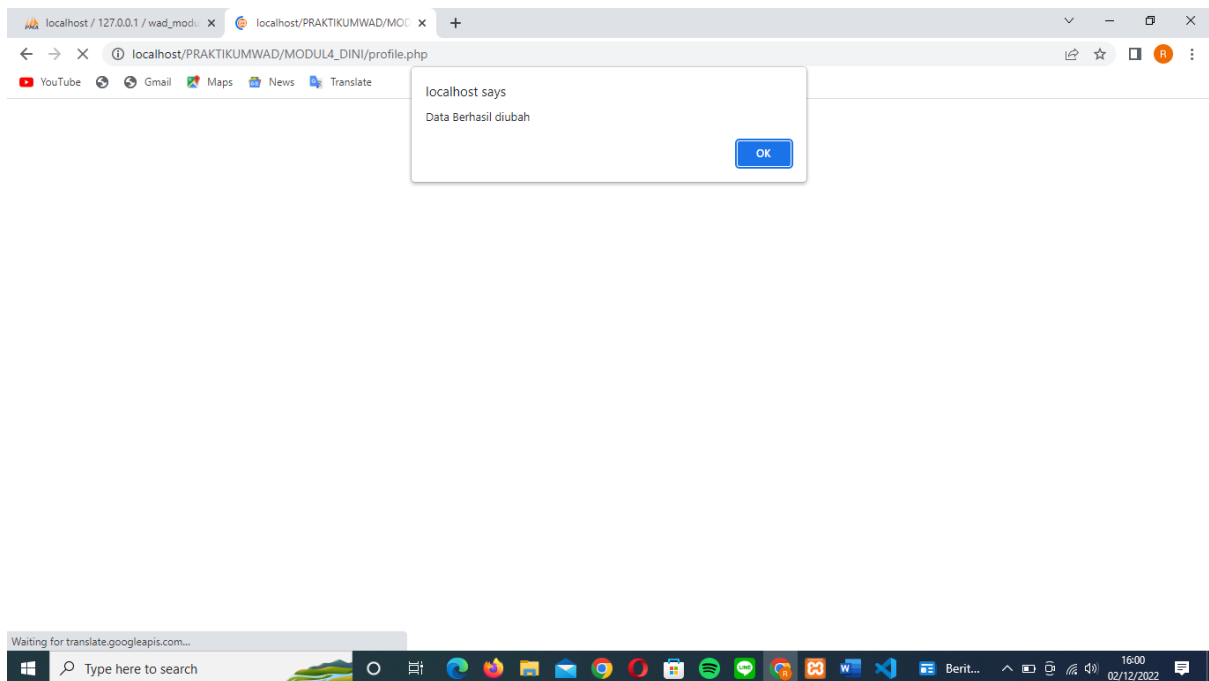 localhost / 127.0.0.1 / wad_modu
localhost/PRAKTIKUMWAD/MOD
localhost/PRAKTIKUMWAD/MODUL4_DINI/profile.php
R
YouTube
Gmail
Maps
News
Translate
localhost says
Data Berhasil diubah
OK
Waiting for translate.googleapis.com...
Type here to search
Berit...
16:00
02/12/2022